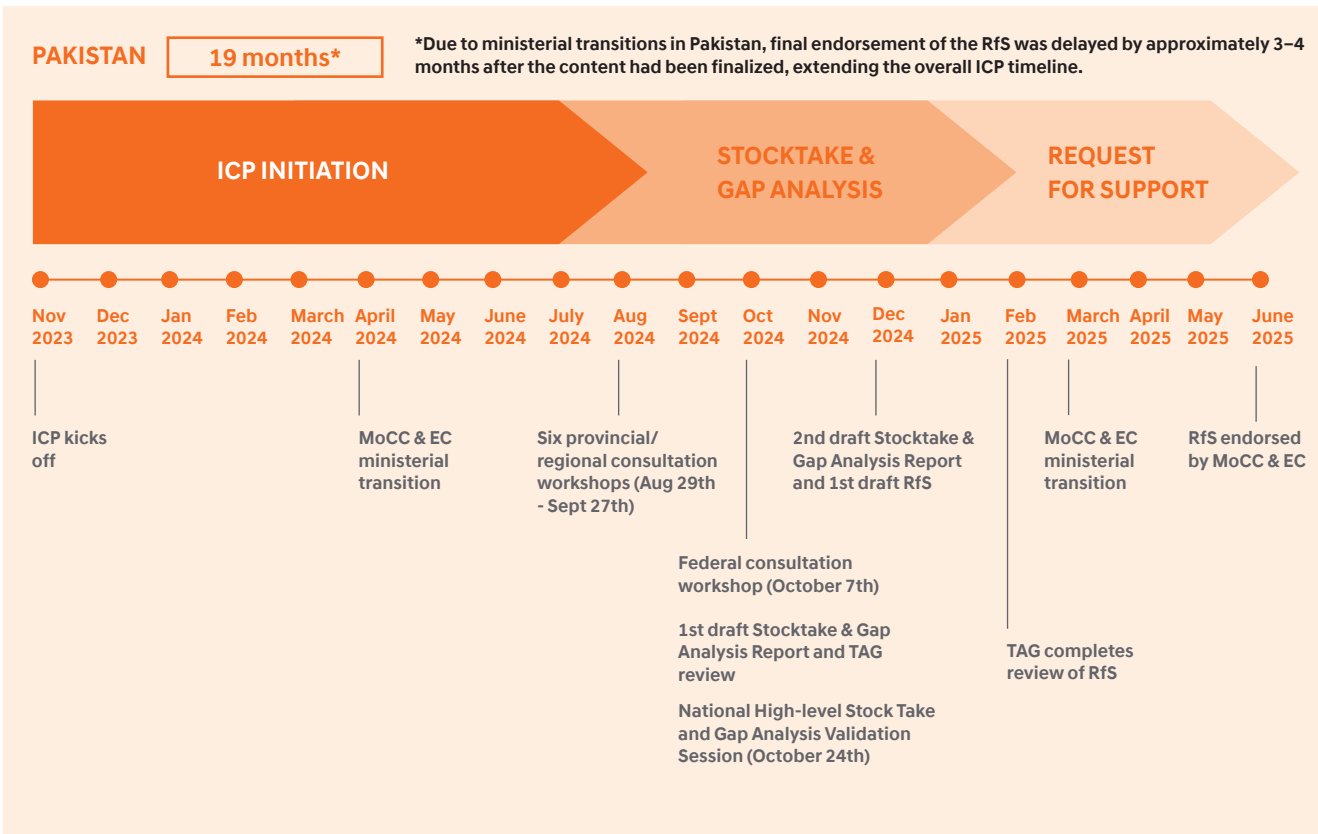 PAKISTAN
19 months*
*Due to ministerial transitions in Pakistan, final endorsement of the RfS was delayed by approximately 3–4
months after the content had been finalized, extending the overall ICP timeline.
ICP INITIATION
STOCKTAKE &
GAP ANALYSIS
REQUEST
FOR SUPPORT
Nov
2023
Dec
2023
Jan
2024
Feb
2024
March
2024
April
2024
May
2024
June
2024
July
2024
Aug
2024
Sept
2024
Oct
2024
Nov
2024
Dec
2024
Jan
2025
Feb
2025
March
2025
April
2025
May
2025
June
2025
ICP kicks
off
MoCC & EC
ministerial
transition
Six provincial/
regional consultation
workshops (Aug 29th
- Sept 27th)
Federal consultation
workshop (October 7th)
1st draft Stocktake & Gap
Analysis Report and TAG
review
National High-level Stock Take
and Gap Analysis Validation
Session (October 24th)
2nd draft Stocktake &
Gap Analysis Report
and 1st draft RfS
TAG completes
review of RfS
MoCC & EC
ministerial
transition
RfS endorsed
by MoCC & EC